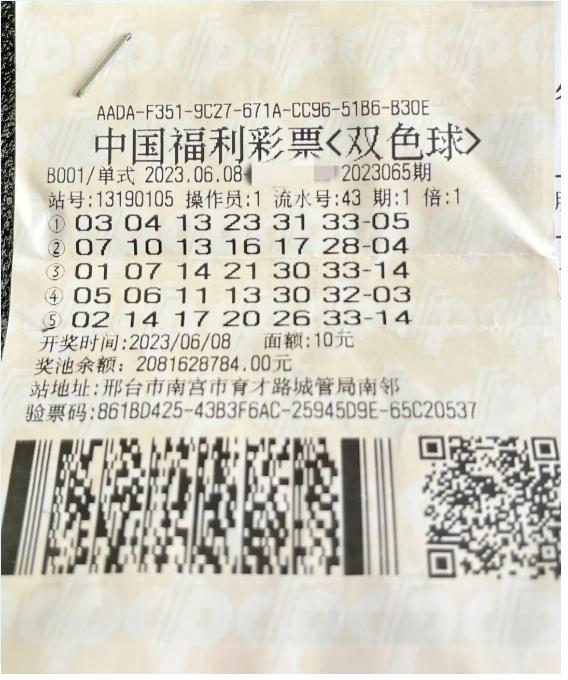 AADA-F351-9C27-671A-CC96-51B6-B30E
中国福利彩票<双色球>
B001/单式 2023.06.08 2023065期
站号:13190105 操作员:1 流水号:43 期:1 倍:1
① 03 04 13 23 31 33-05
② 07 10 13 16 17 28-04
③ 01 07 14 21 30 33-14
④ 05 06 11 13 30 32-03
⑤ 02 14 17 20 26 33-14
开奖时间:2023/06/08 面额:10元
奖池余额: 2081628784.00元
站地址:邢台市南宫市育才路城管局南邻
验票码:861BD425-43B3F6AC-25945D9E-65C20537